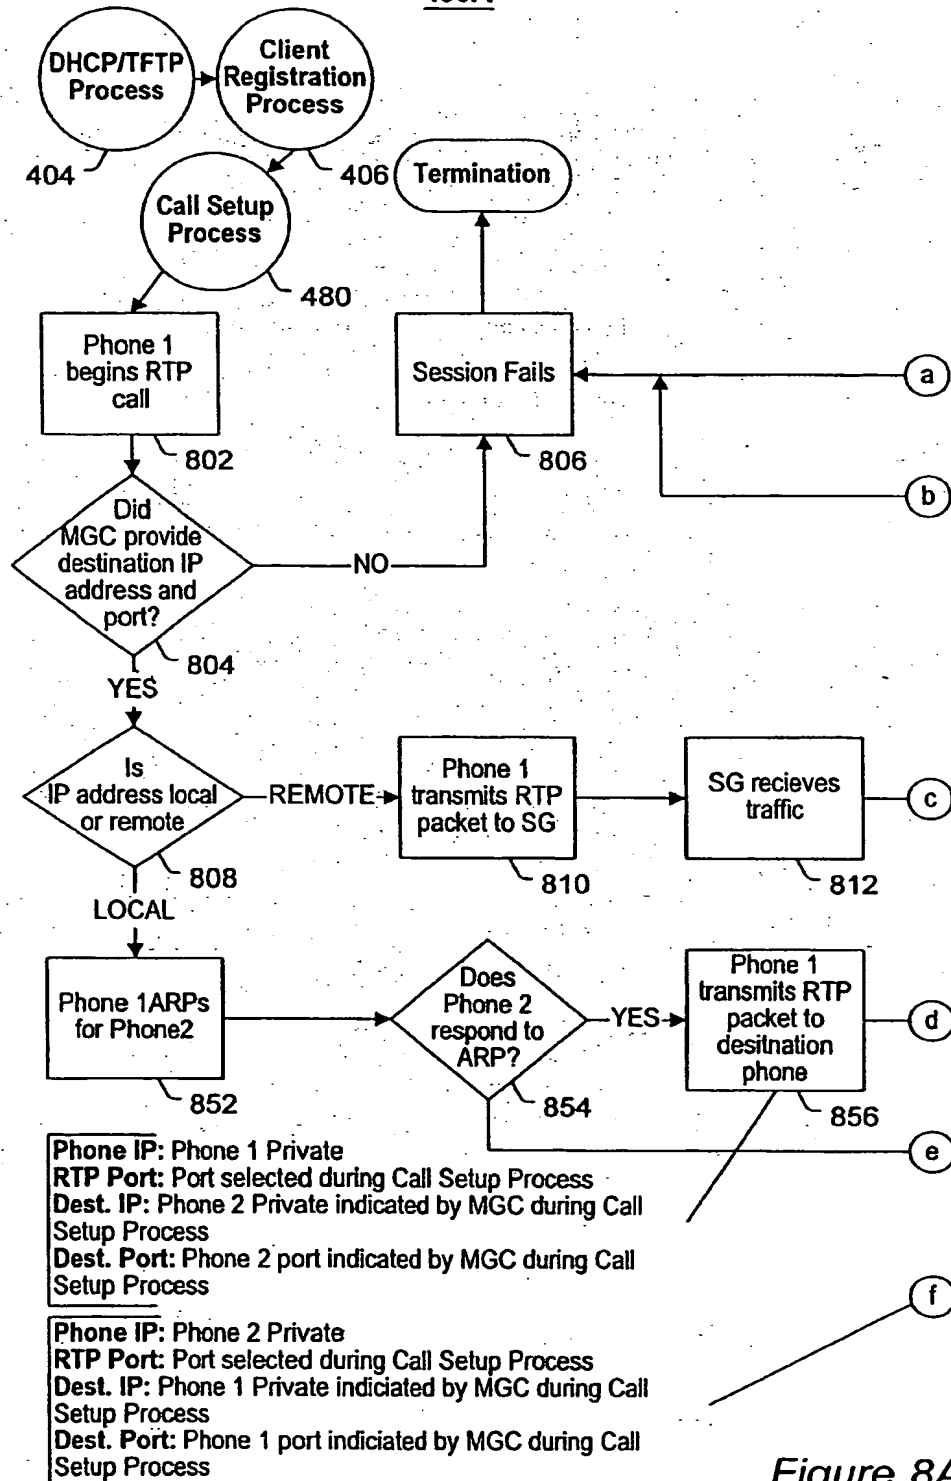 DHCP/TFTP
Process
404
Client
Registration
Process
406
Call Setup
Process
480
Termination
Phone 1
begins RTP
call
802
Session Fails
806
a
b
Did
MGC provide
destination IP
address and
port?
804
NO
YES
Is
IP address local
or remote
808
REMOTE
Phone 1
transmits RTP
packet to SG
810
SG recieves
traffic
812
c
LOCAL
Phone 1ARPs
for Phone2
852
Does
Phone 2
respond to
ARP?
854
YES
Phone 1
transmits RTP
packet to
desitnation
phone
856
d
e
Phone IP: Phone 1 Private
RTP Port: Port selected during Call Setup Process
Dest. IP: Phone 2 Private indicated by MGC during Call
Setup Process
Dest. Port: Phone 2 port indicated by MGC during Call
Setup Process
f
Phone IP: Phone 2 Private
RTP Port: Port selected during Call Setup Process
Dest. IP: Phone 1 Private indiciated by MGC during Call
Setup Process
Dest. Port: Phone 1 port indiciated by MGC during Call
Setup Process
Figure 8A